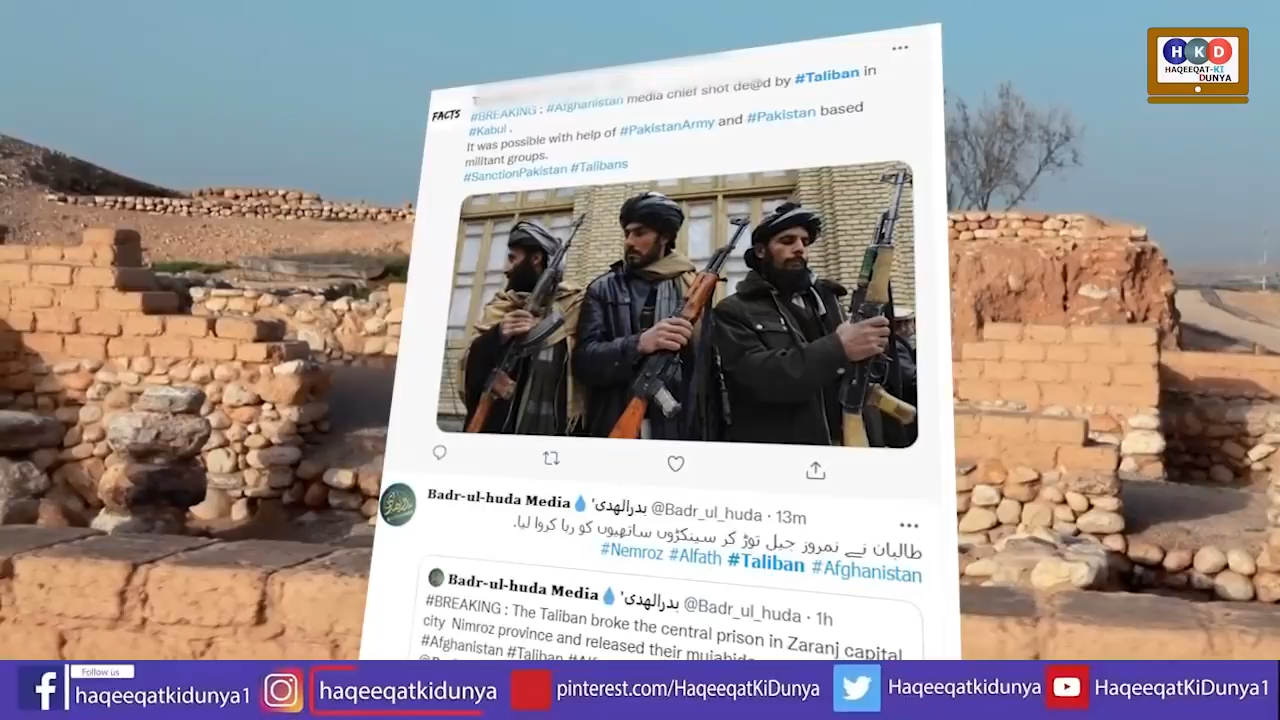 HKD
HAQEEQAT-KI
DUNYA
FACTS
#BREAKING : #Afghanistan media chief shot de@d by #Taliban in
#Kabul .
It was possible with help of #PakistanArmy and #Pakistan based
militant groups.
#SanctionPakistan #Talibans
Badr-ul-huda Media💧 'بدرالهدی @Badr_ul_huda · 13m
طالبان نے نمروز جیل توڑ کر سینکڑوں ساتھیوں کو رہا کروا لیا.
#Nemroz #Alfath #Taliban #Afghanistan
Badr-ul-huda Media💧 'بدرالهدی @Badr_ul_huda · 1h
#BREAKING : The Taliban broke the central prison in Zaranj capital
city Nimroz province and released their
#Afghanistan #Taliban
Follow us
haqeeqatkidunya1
haqeeqatkidunya
pinterest.com/HaqeeqatKiDunya
Haqeeqatkidunya
HaqeeqatKiDunya1